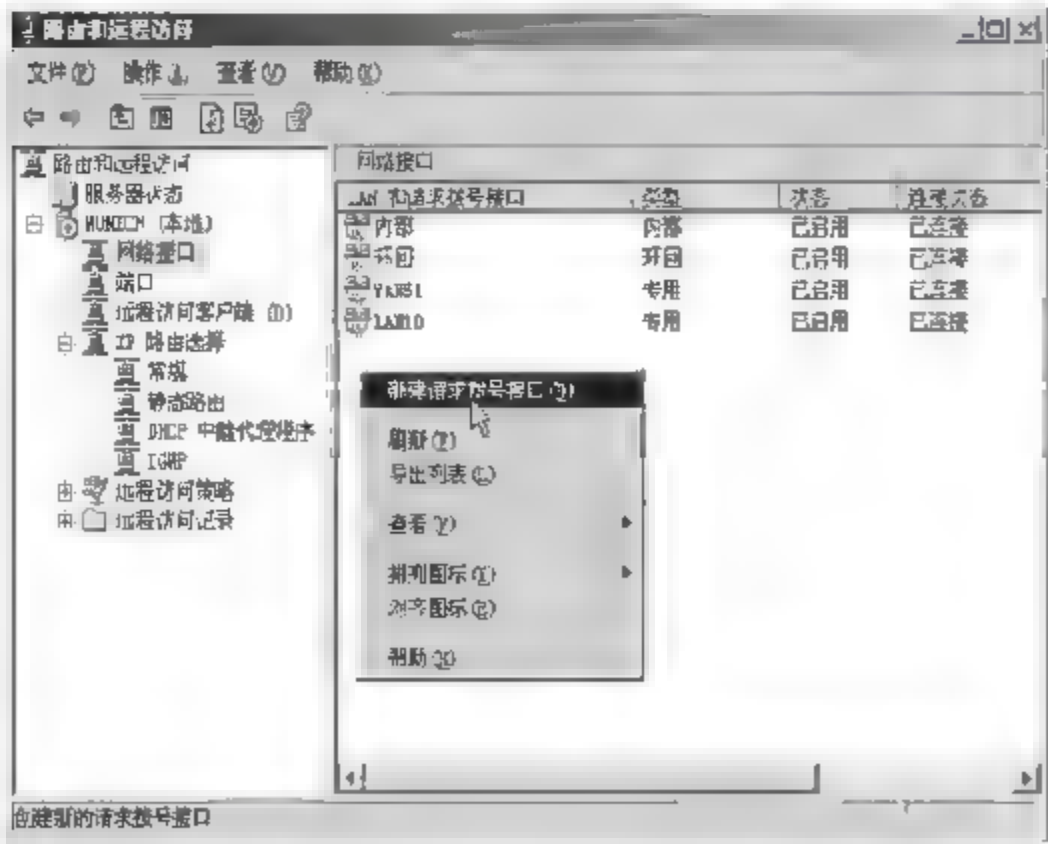 路由和远程访问
文件(F) 操作(A) 查看(V) 帮助(H)
路由和远程访问
服务器状态
(本地)
网络接口
端口
远程访问客户端 (0)
IP 路由选择
常规
静态路由
DHCP 中继代理程序
IGMP
远程访问策略
远程访问记录
网络接口
LAN 和请求拨号接口 类型 状态 连接状态
内部 内部 已启用 已连接
环回 环回 已启用 已连接
专用 已启用 已连接
专用 已启用 已连接
新建请求拨号接口(N)
刷新(F)
导出列表(L)
查看(V)
排列图标(I)
对齐图标(E)
帮助(H)
创建新的请求拨号接口